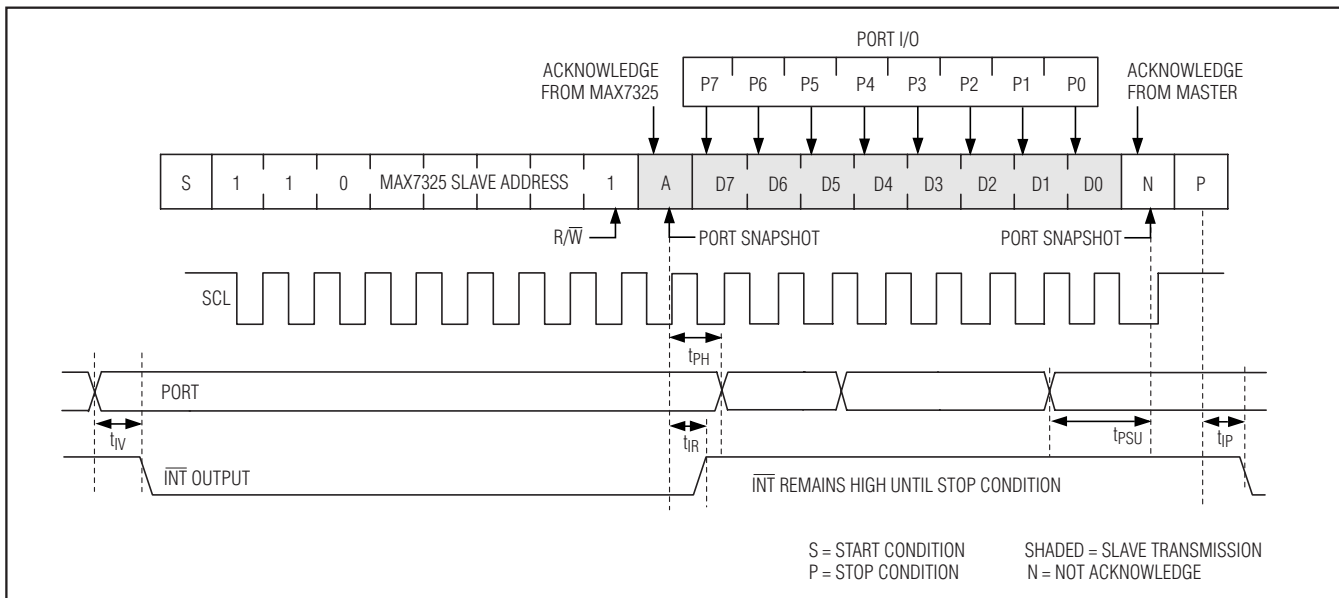 PORT I/O
ACKNOWLEDGE
FROM MAX7325
P7 P6 P5 P4 P3 P2 P1 P0
ACKNOWLEDGE
FROM MASTER
S 1 1 0 MAX7325 SLAVE ADDRESS 1 A D7 D6 D5 D4 D3 D2 D1 D0 N P
R/W̅ PORT SNAPSHOT PORT SNAPSHOT
SCL
tPH
PORT
tIV tIR tPSU tIP
I̅N̅T̅ OUTPUT I̅N̅T̅ REMAINS HIGH UNTIL STOP CONDITION
S = START CONDITION SHADED = SLAVE TRANSMISSION
P = STOP CONDITION N = NOT ACKNOWLEDGE